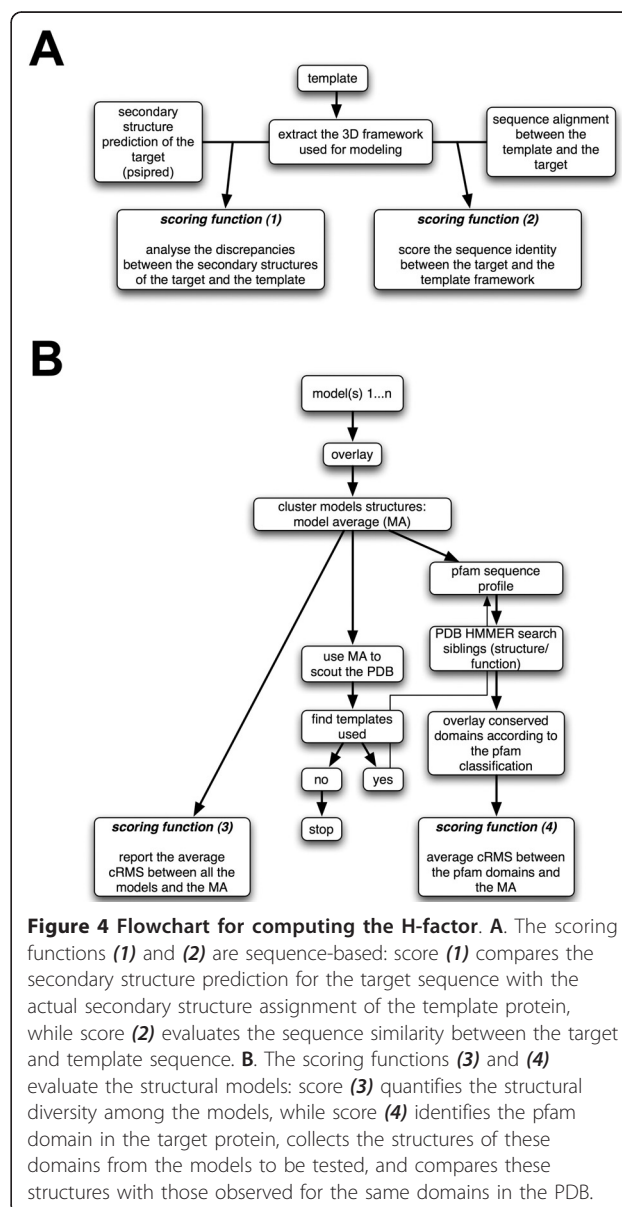 A
template
secondary
structure
prediction of the
target
(psipred)
extract the 3D framework
used for modeling
sequence alignment
between the
template and the
target
scoring function (1)
analyse the discrepancies
between the secondary structures
of the target and the template
scoring function (2)
score the sequence identity
between the target and the
template framework
B
model(s) 1...n
overlay
cluster models structures:
model average (MA)
pfam sequence
profile
PDB HMMER search
siblings (structure/
function)
use MA to
scout the PDB
find templates
used
overlay conserved
domains according to
the pfam
classification
no
yes
stop
scoring function (3)
report the average
cRMS between all the
models and the MA
scoring function (4)
average cRMS between
the pfam domains and
the MA
Figure 4 Flowchart for computing the H-factor. A. The scoring
functions (1) and (2) are sequence-based: score (1) compares the
secondary structure prediction for the target sequence with the
actual secondary structure assignment of the template protein,
while score (2) evaluates the sequence similarity between the target
and template sequence. B. The scoring functions (3) and (4)
evaluate the structural models: score (3) quantifies the structural
diversity among the models, while score (4) identifies the pfam
domain in the target protein, collects the structures of these
domains from the models to be tested, and compares these
structures with those observed for the same domains in the PDB.